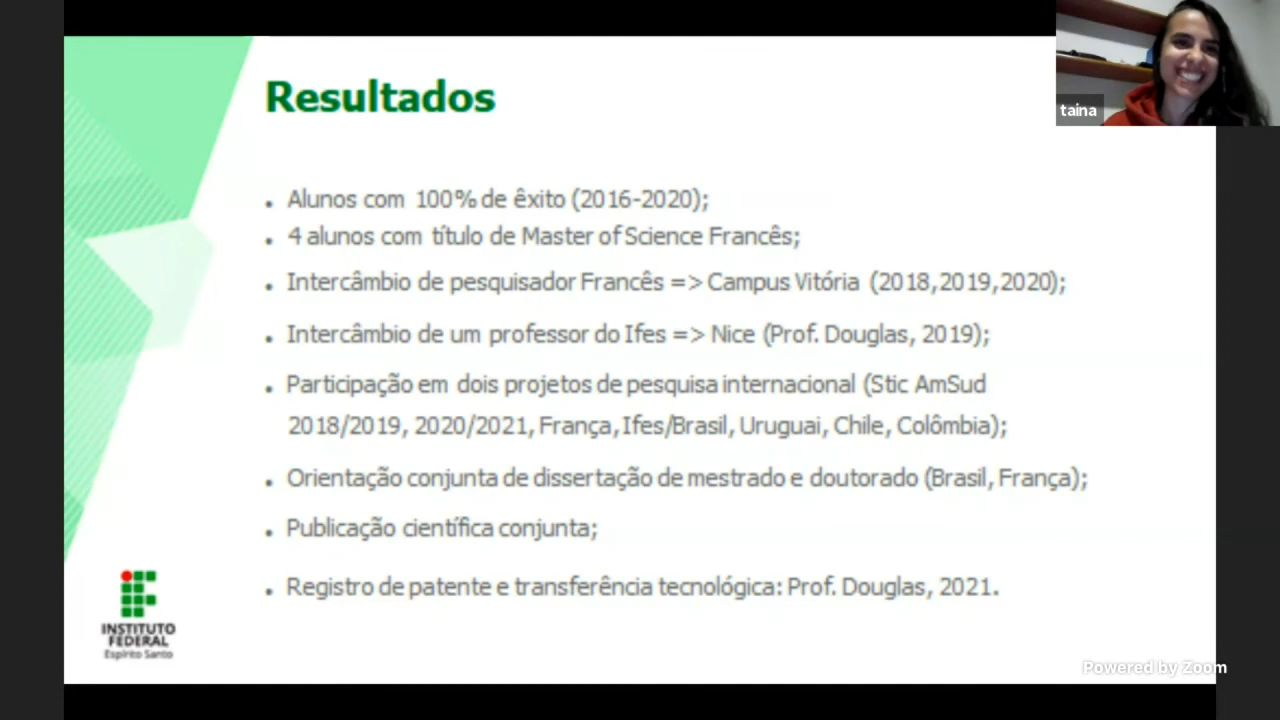 Resultados
taina
Alunos com 100% de êxito (2016-2020);
4 alunos com título de Master of Science Francês;
Intercâmbio de pesquisador Francês => Campus Vitória (2018,2019,2020);
Intercâmbio de um professor do Ifes => Nice (Prof. Douglas, 2019);
Participação em dois projetos de pesquisa internacional (Stic AmSud
2018/2019, 2020/2021, França, Ifes/Brasil, Uruguai, Chile, Colômbia);
Orientação conjunta de dissertação de mestrado e doutorado (Brasil, França);
Publicação científica conjunta;
Registro de patente e transferência tecnológica: Prof. Douglas, 2021.
INSTITUTO
FEDERAL
Espírito Santo
Powered by Zoom